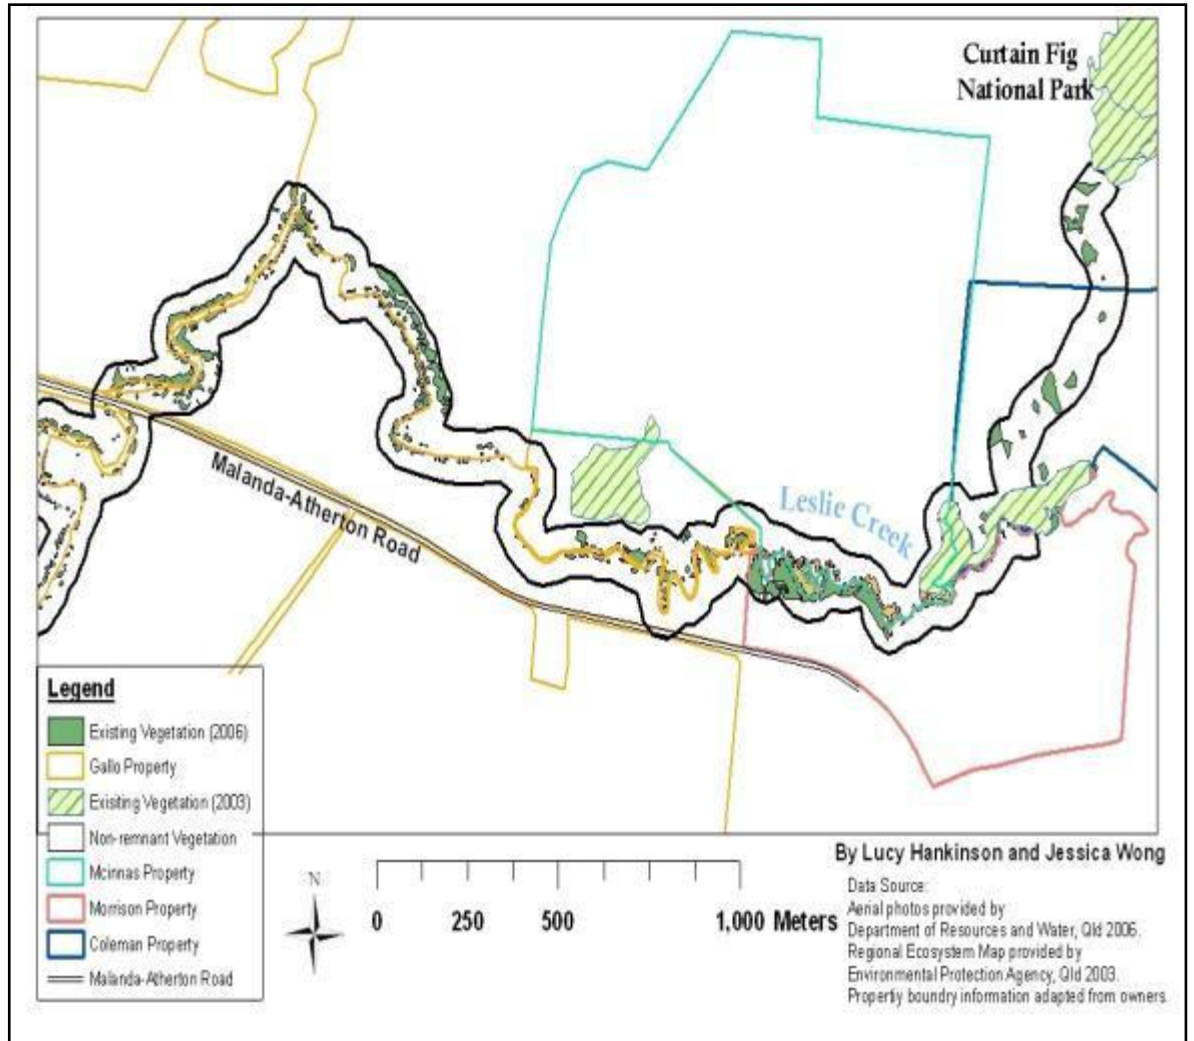 Curtain Fig
National Park
Leslie Creek
Malanda-Atherton Road
Legend
Existing Vegetation (2006)
Gallo Property
Exisiting Vegetation (2003)
Non-remnant Vegetation
Mcinnas Property
Morrison Property
Coleman Property
Malanda-Atherton Road
N
0 250 500 1,000 Meters
By Lucy Hankinson and Jessica Wong
Data Source:
Aerial photos provided by
Department of Resources and Water, Qld 2006.
Regional Ecosystem Map provided by
Environmental Protection Agency, Qld 2003.
Propertiy boundry information adapted from owners.